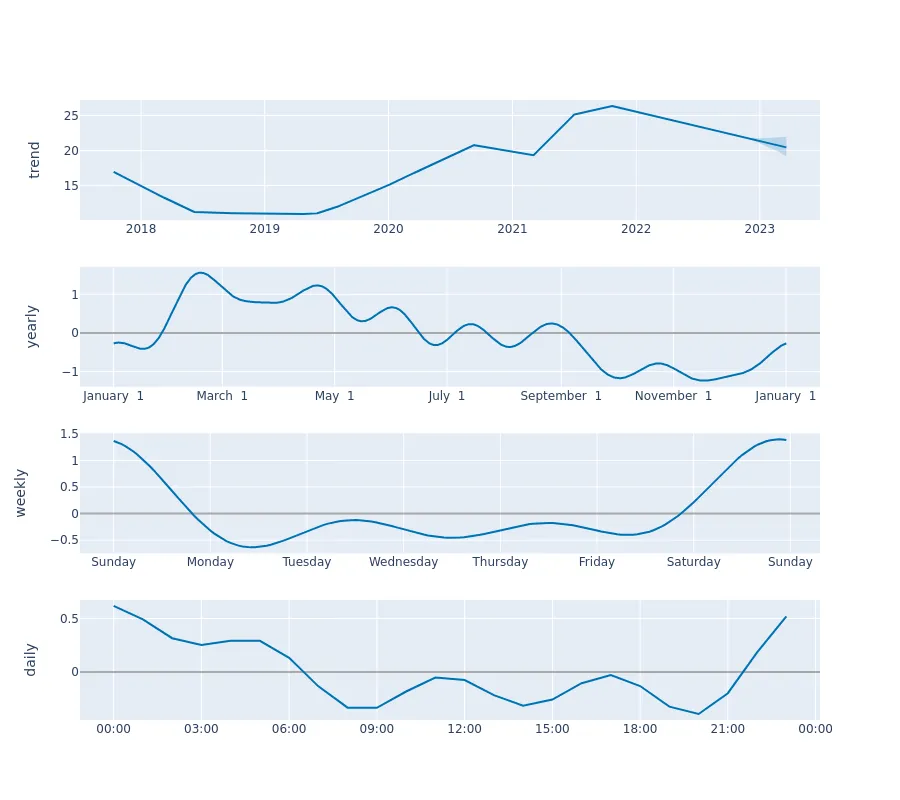 25
20
15
trend
2018 2019 2020 2021 2022 2023
1
0
−1
yearly
January 1 March 1 May 1 July 1 September 1 November 1 January 1
1.5
1
0.5
0
−0.5
weekly
Sunday Monday Tuesday Wednesday Thursday Friday Saturday Sunday
0.5
0
daily
00:00 03:00 06:00 09:00 12:00 15:00 18:00 21:00 00:00